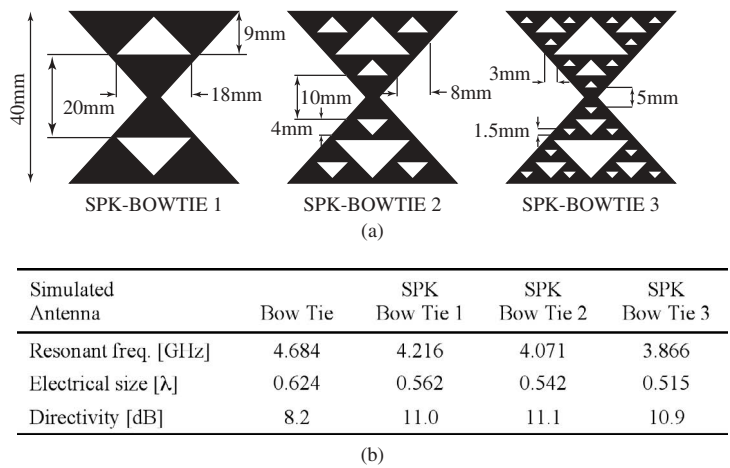 40mm
9mm
20mm
18mm
10mm
8mm
4mm
3mm
5mm
1.5mm
SPK-BOWTIE 1 SPK-BOWTIE 2 SPK-BOWTIE 3
(a)
Simulated SPK SPK SPK
Antenna Bow Tie Bow Tie 1 Bow Tie 2 Bow Tie 3
Resonant freq. [GHz] 4.684 4.216 4.071 3.866
Electrical size [λ] 0.624 0.562 0.542 0.515
Directivity [dB] 8.2 11.0 11.1 10.9
(b)